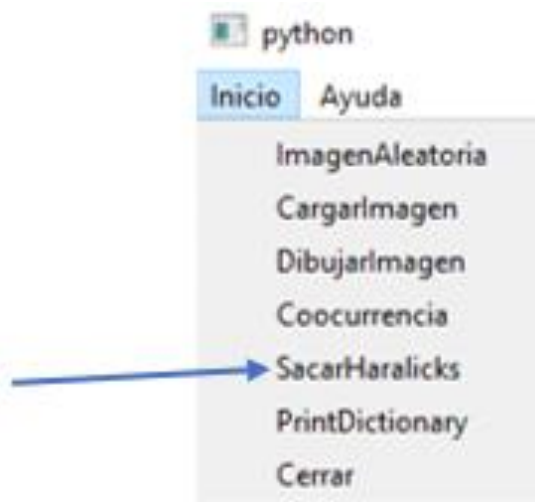 python
Inicio Ayuda
ImagenAleatoria
CargarImagen
DibujarImagen
Coocurrencia
SacarHaralicks
PrintDictionary
Cerrar